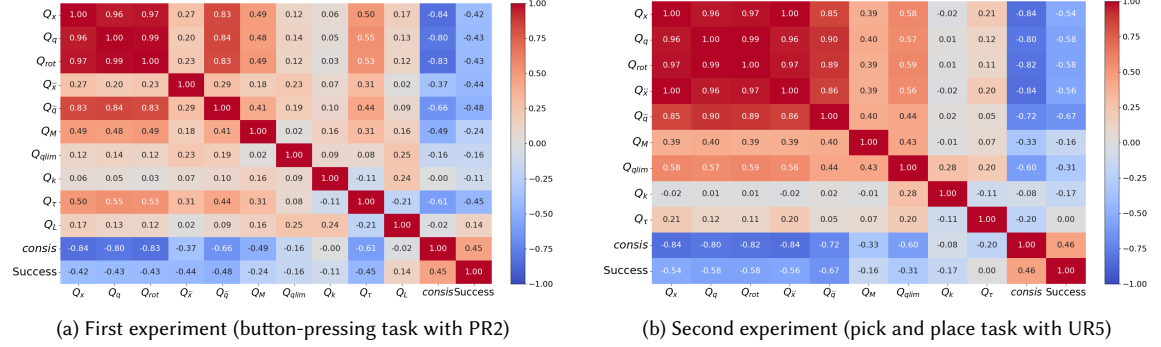 Q_x 1.00 0.96 0.97 0.27 0.83 0.49 0.12 0.06 0.50 0.17 -0.84 -0.42
Q_q 0.96 1.00 0.99 0.20 0.84 0.48 0.14 0.05 0.55 0.13 -0.80 -0.43
Q_rot 0.97 0.99 1.00 0.23 0.83 0.49 0.12 0.03 0.53 0.12 -0.83 -0.43
Q_x̄ 0.27 0.20 0.23 1.00 0.29 0.18 0.23 0.07 0.31 0.02 -0.37 -0.44
Q_q̄ 0.83 0.84 0.83 0.29 1.00 0.41 0.19 0.10 0.44 0.09 -0.66 -0.48
Q_M 0.49 0.48 0.49 0.18 0.41 1.00 0.02 0.16 0.31 0.16 -0.49 -0.24
Q_qlim 0.12 0.14 0.12 0.23 0.19 0.02 1.00 0.09 0.08 0.25 -0.16 -0.16
Q_k 0.06 0.05 0.03 0.07 0.10 0.16 0.09 1.00 -0.11 0.24 -0.00 -0.11
Q_τ 0.50 0.55 0.53 0.31 0.44 0.31 0.08 -0.11 1.00 -0.21 -0.61 -0.45
Q_L 0.17 0.13 0.12 0.02 0.09 0.16 0.25 0.24 -0.21 1.00 -0.02 0.14
consis -0.84 -0.80 -0.83 -0.37 -0.66 -0.49 -0.16 -0.00 -0.61 -0.02 1.00 0.45
Success -0.42 -0.43 -0.43 -0.44 -0.48 -0.24 -0.16 -0.11 -0.45 0.14 0.45 1.00
Q_x Q_q Q_rot Q_x̄ Q_q̄ Q_M Q_qlim Q_k Q_τ Q_L consis Success
1.00
0.75
0.50
0.25
0.00
-0.25
-0.50
-0.75
-1.00
(a) First experiment (button-pressing task with PR2)
Q_x 1.00 0.96 0.97 1.00 0.85 0.39 0.58 -0.02 0.21 -0.84 -0.54
Q_q 0.96 1.00 0.99 0.96 0.90 0.40 0.57 0.01 0.12 -0.80 -0.58
Q_rot 0.97 0.99 1.00 0.97 0.89 0.39 0.59 0.01 0.11 -0.82 -0.58
Q_x̄ 1.00 0.96 0.97 1.00 0.86 0.39 0.56 -0.02 0.20 -0.84 -0.56
Q_q̄ 0.85 0.90 0.89 0.86 1.00 0.40 0.44 0.02 0.05 -0.72 -0.67
Q_M 0.39 0.40 0.39 0.39 0.40 1.00 0.43 -0.01 0.07 -0.33 -0.16
Q_qlim 0.58 0.57 0.59 0.56 0.44 0.43 1.00 0.28 0.20 -0.60 -0.31
Q_k -0.02 0.01 0.01 -0.02 0.02 -0.01 0.28 1.00 -0.11 -0.08 -0.17
Q_τ 0.21 0.12 0.11 0.20 0.05 0.07 0.20 -0.11 1.00 -0.20 0.00
consis -0.84 -0.80 -0.82 -0.84 -0.72 -0.33 -0.60 -0.08 -0.20 1.00 0.46
Success -0.54 -0.58 -0.58 -0.56 -0.67 -0.16 -0.31 -0.17 0.00 0.46 1.00
Q_x Q_q Q_rot Q_x̄ Q_q̄ Q_M Q_qlim Q_k Q_τ consis Success
1.00
0.75
0.50
0.25
0.00
-0.25
-0.50
-0.75
-1.00
(b) Second experiment (pick and place task with UR5)